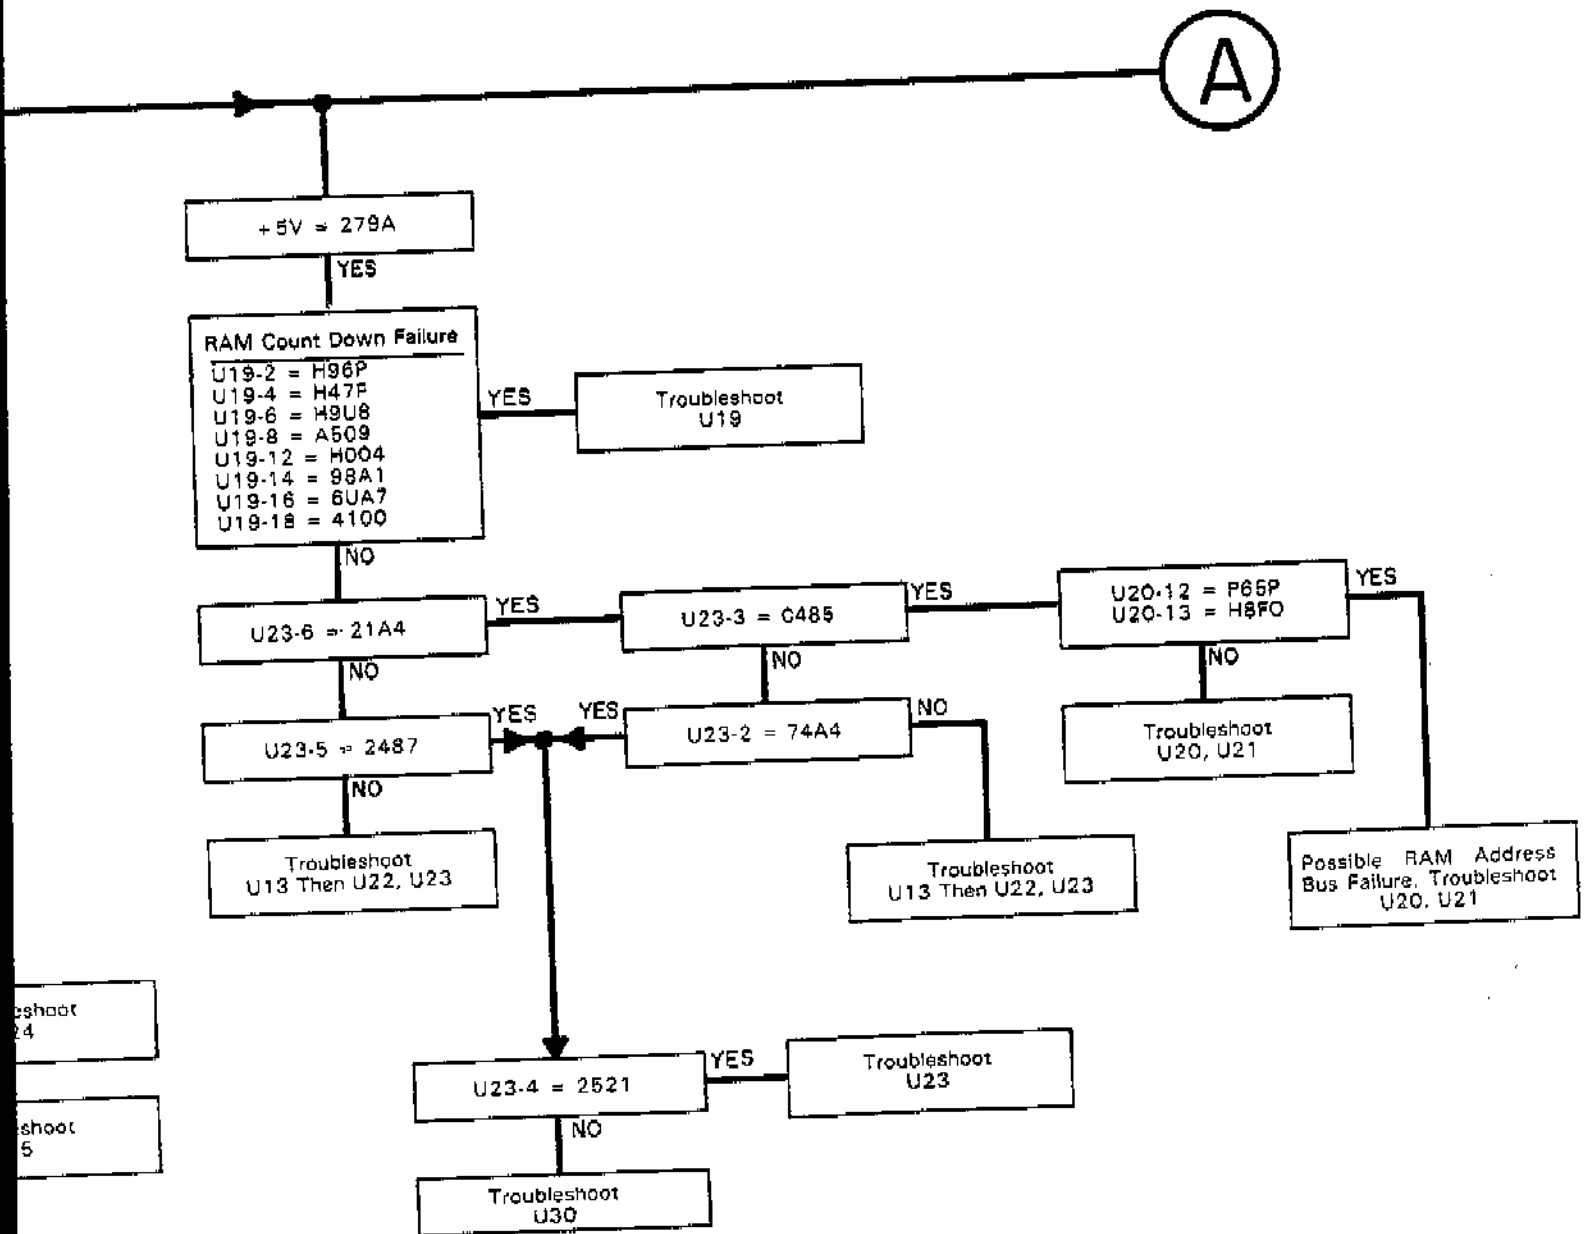 A
+5V = 279A
YES
RAM Count Down Failure
U19-2 = H96P
U19-4 = H47F
U19-6 = H9U8
U19-8 = A509
U19-12 = H004
U19-14 = 98A1
U19-16 = 6UA7
U19-18 = 4100
YES
Troubleshoot
U19
NO
U23-6 = 21A4
YES
U23-3 = C485
YES
U20-12 = P65P
U20-13 = H8FO
YES
NO
NO
NO
U23-5 = 2487
YES
YES
U23-2 = 74A4
NO
Troubleshoot
U20, U21
NO
Troubleshoot
U13 Then U22, U23
Troubleshoot
U13 Then U22, U23
Possible RAM Address
Bus Failure, Troubleshoot
U20, U21
eshoot
24
U23-4 = 2521
YES
Troubleshoot
U23
shoot
5
NO
Troubleshoot
U30